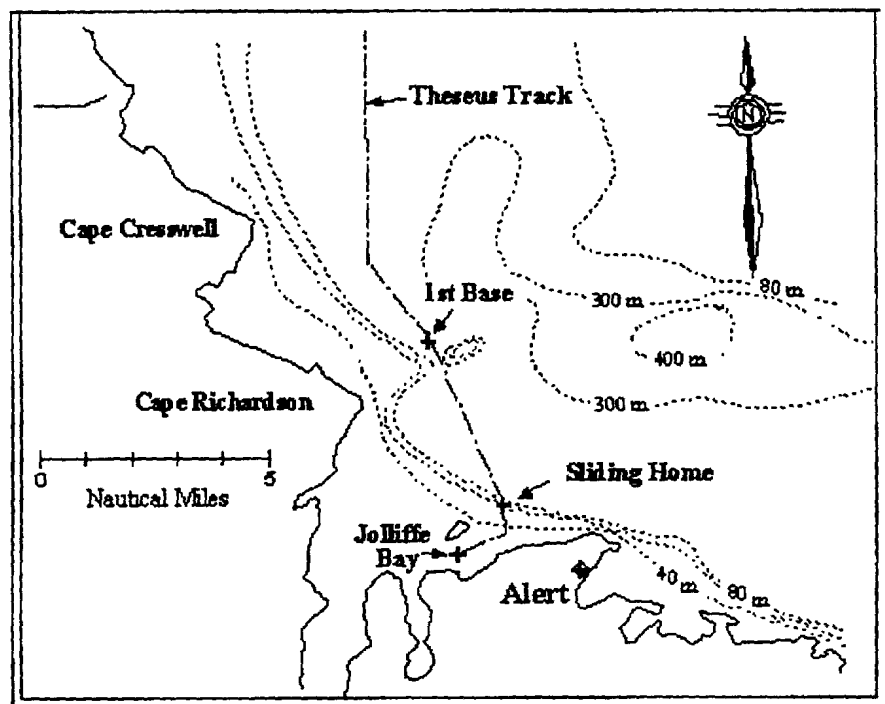 Theseus Track
N
Cape Cresswell
1st Base
80 m
300 m
400 m
Cape Richardson
300 m
0
5
Nautical Miles
Sliding Home
Jolliffe
Bay
Alert
40 m
80 m